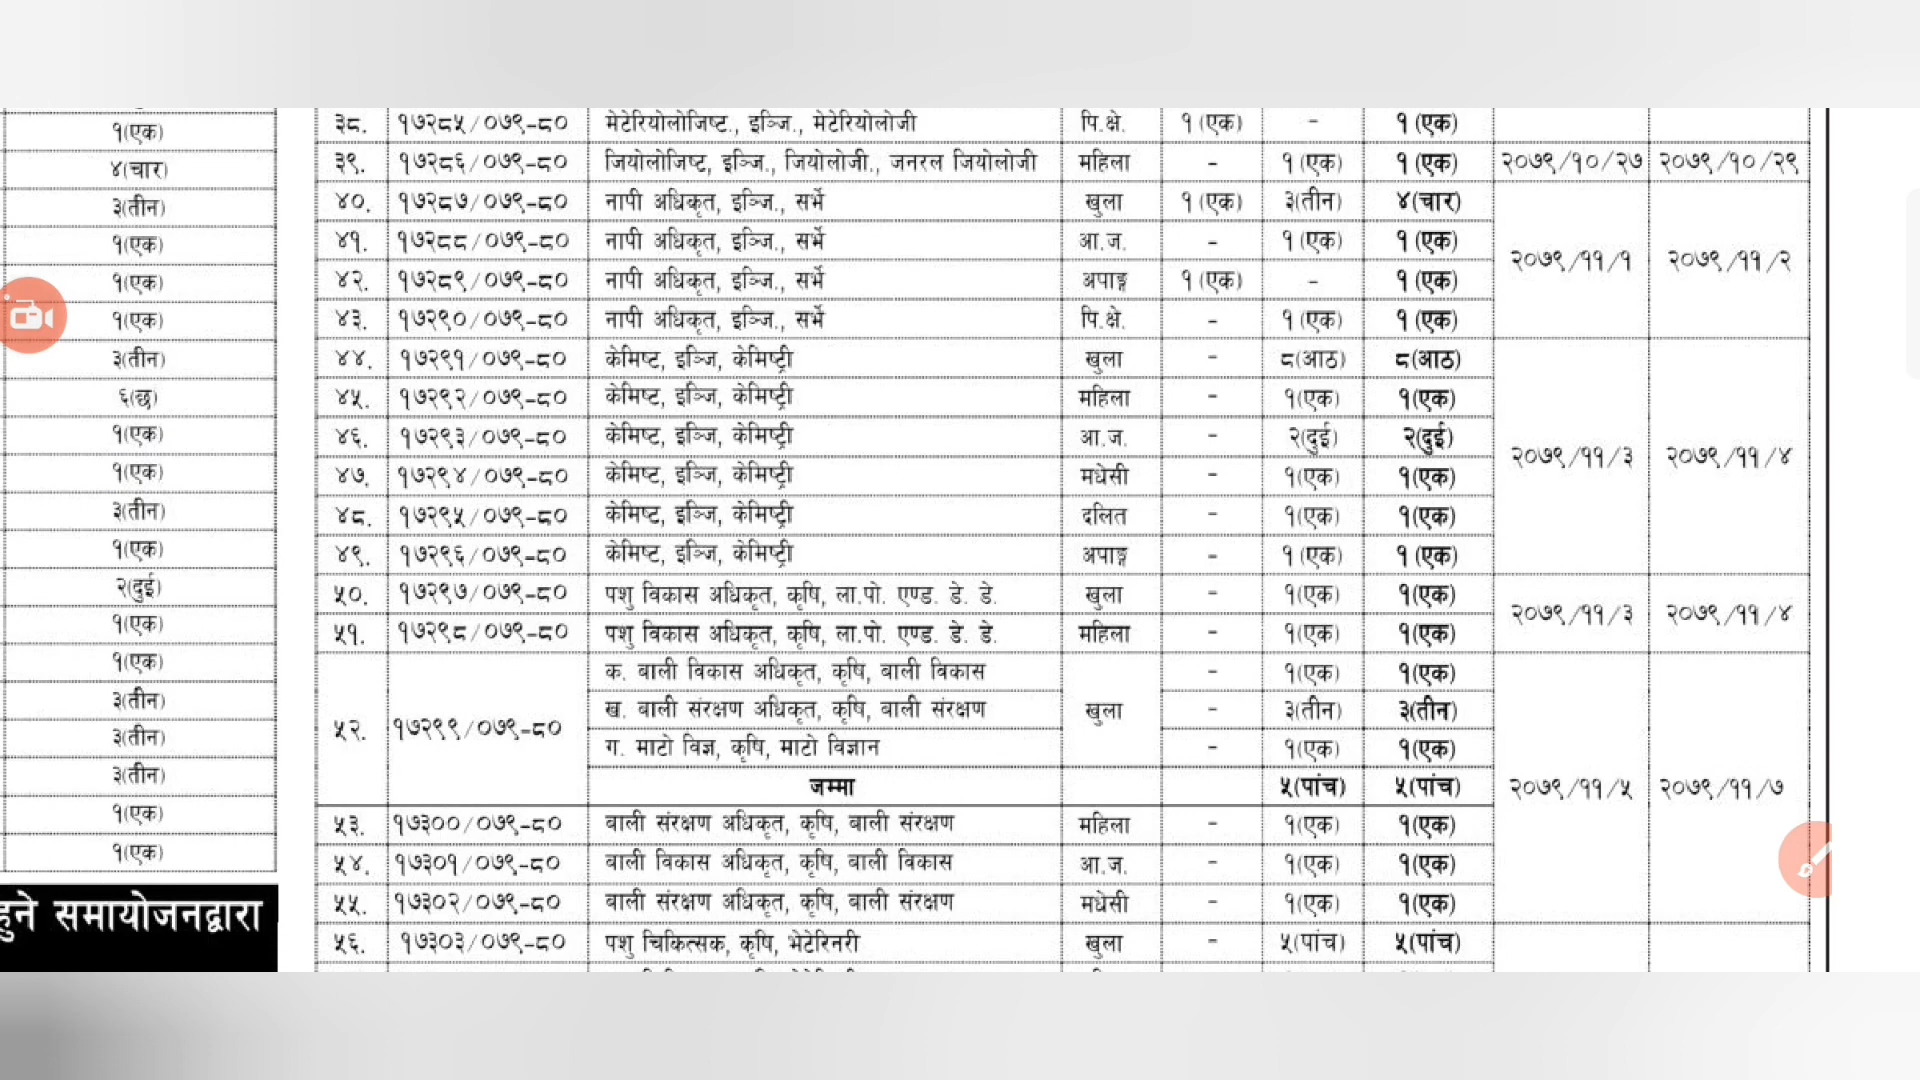 १(एक)
४(चार)
३(तीन)
१(एक)
१(एक)
१(एक)
३(तीन)
६(छ)
१(एक)
१(एक)
३(तीन)
१(एक)
२(दुई)
१(एक)
१(एक)
३(तीन)
३(तीन)
३(तीन)
१(एक)
१(एक)
हुने समायोजनद्वारा
३८. १७२८५/०७९-८० मेटेरियोलोजिष्ट., इञ्जि., मेटेरियोलोजी पि.क्षे. १(एक) - १(एक)
३९. १७२८६/०७९-८० जियोलोजिष्ट, इञ्जि., जियोलोजी., जनरल जियोलोजी महिला - १(एक) १(एक) २०७९/१०/२७ २०७९/१०/२९
४०. १७२८७/०७९-८० नापी अधिकृत, इञ्जि., सर्भे खुला १(एक) ३(तीन) ४(चार)
४१. १७२८८/०७९-८० नापी अधिकृत, इञ्जि., सर्भे आ.ज. - १(एक) १(एक) २०७९/११/१ २०७९/११/२
४२. १७२८९/०७९-८० नापी अधिकृत, इञ्जि., सर्भे अपाङ्ग १(एक) - १(एक)
४३. १७२९०/०७९-८० नापी अधिकृत, इञ्जि., सर्भे पि.क्षे. - १(एक) १(एक)
४४. १७२९१/०७९-८० केमिष्ट, इञ्जि, केमिष्ट्री खुला - ८(आठ) ८(आठ)
४५. १७२९२/०७९-८० केमिष्ट, इञ्जि, केमिष्ट्री महिला - १(एक) १(एक)
४६. १७२९३/०७९-८० केमिष्ट, इञ्जि, केमिष्ट्री आ.ज. - २(दुई) २(दुई) २०७९/११/३ २०७९/११/४
४७. १७२९४/०७९-८० केमिष्ट, इञ्जि, केमिष्ट्री मधेसी - १(एक) १(एक)
४८. १७२९५/०७९-८० केमिष्ट, इञ्जि, केमिष्ट्री दलित - १(एक) १(एक)
४९. १७२९६/०७९-८० केमिष्ट, इञ्जि, केमिष्ट्री अपाङ्ग - १(एक) १(एक)
५०. १७२९७/०७९-८० पशु विकास अधिकृत, कृषि, ला.पो. एण्ड. डे. डे. खुला - १(एक) १(एक) २०७९/११/३ २०७९/११/४
५१. १७२९८/०७९-८० पशु विकास अधिकृत, कृषि, ला.पो. एण्ड. डे. डे. महिला - १(एक) १(एक)
क. बाली विकास अधिकृत, कृषि, बाली विकास - १(एक) १(एक)
ख. बाली संरक्षण अधिकृत, कृषि, बाली संरक्षण खुला - ३(तीन) ३(तीन)
५२. १७२९९/०७९-८०
ग. माटो विज्ञ, कृषि, माटो विज्ञान - १(एक) १(एक)
जम्मा ५(पांच) ५(पांच) २०७९/११/५ २०७९/११/७
५३. १७३००/०७९-८० बाली संरक्षण अधिकृत, कृषि, बाली संरक्षण महिला - १(एक) १(एक)
५४. १७३०१/०७९-८० बाली विकास अधिकृत, कृषि, बाली विकास आ.ज. - १(एक) १(एक)
५५. १७३०२/०७९-८० बाली संरक्षण अधिकृत, कृषि, बाली संरक्षण मधेसी - १(एक) १(एक)
५६. १७३०३/०७९-८० पशु चिकित्सक, कृषि, भेटेरिनरी खुला - ५(पांच) ५(पांच)